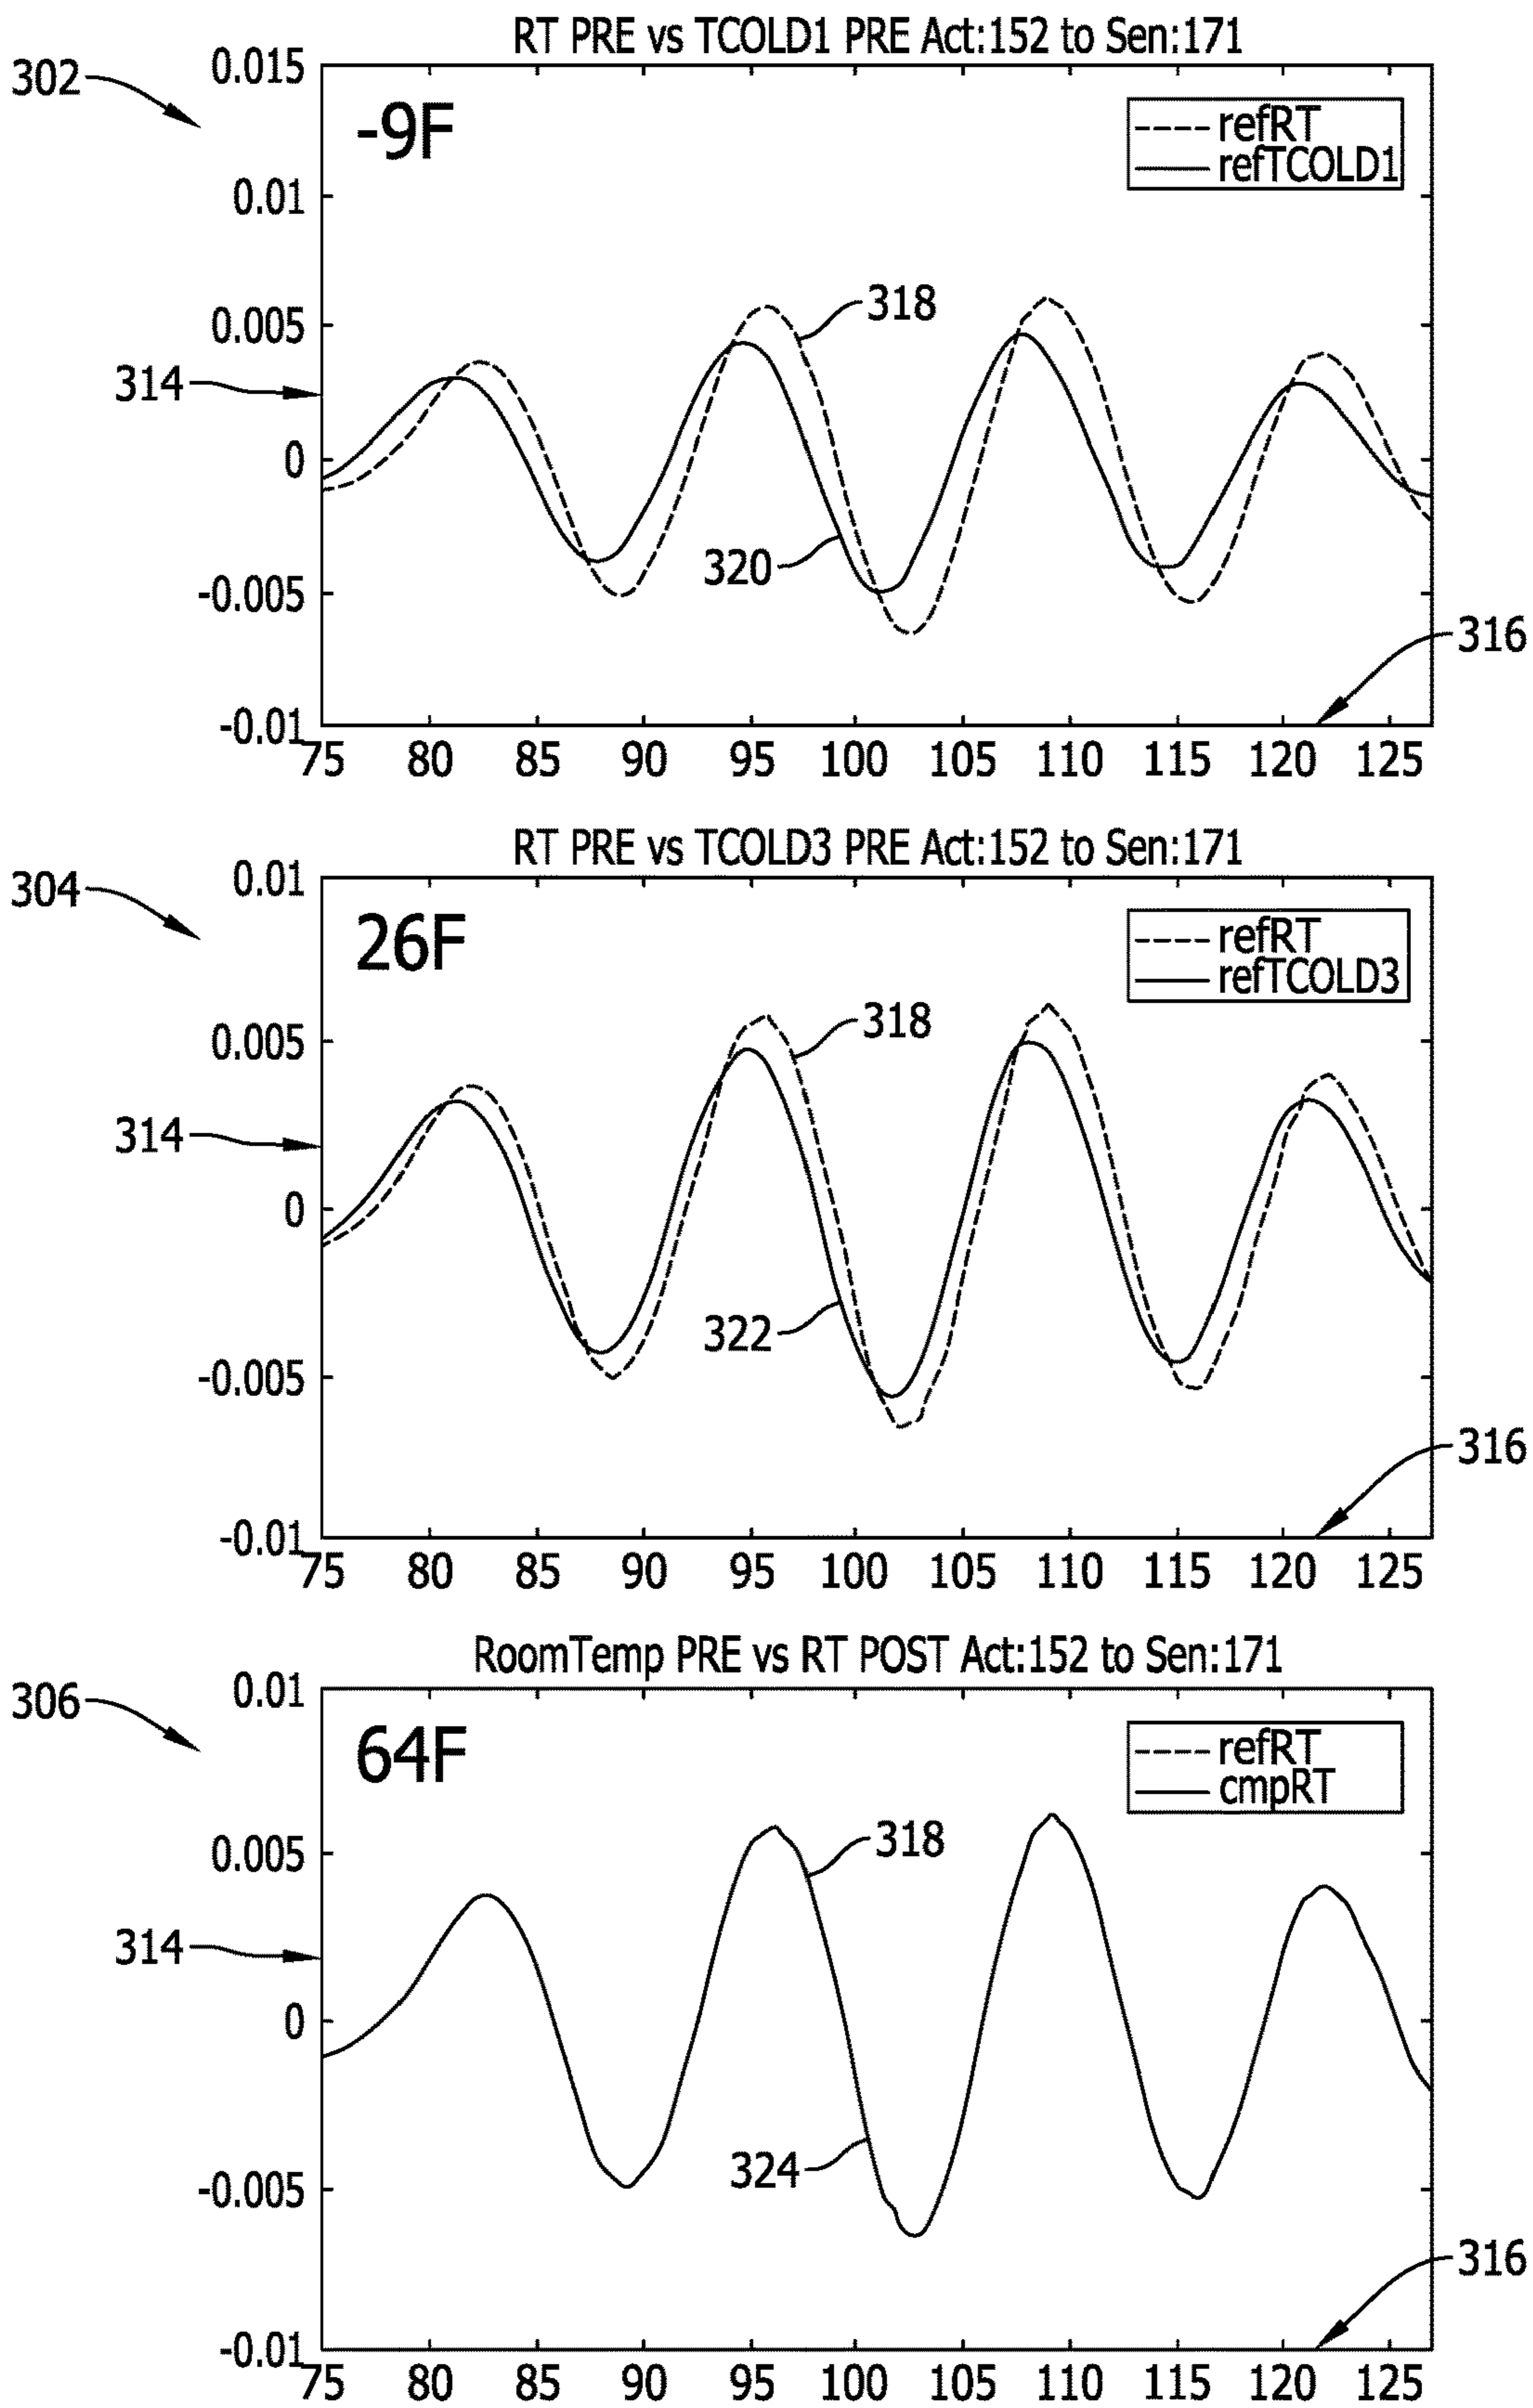 RT PRE vs TCOLD1 PRE Act:152 to Sen:171
302
-9F
refRT
refTCOLD1
0.015
0.01
0.005
0
-0.005
-0.01
314
318
320
316
75 80 85 90 95 100 105 110 115 120 125
RT PRE vs TCOLD3 PRE Act:152 to Sen:171
304
26F
refRT
refTCOLD3
0.01
0.005
0
-0.005
-0.01
314
318
322
316
75 80 85 90 95 100 105 110 115 120 125
RoomTemp PRE vs RT POST Act:152 to Sen:171
306
64F
refRT
cmpRT
0.01
0.005
0
-0.005
-0.01
314
318
324
316
75 80 85 90 95 100 105 110 115 120 125